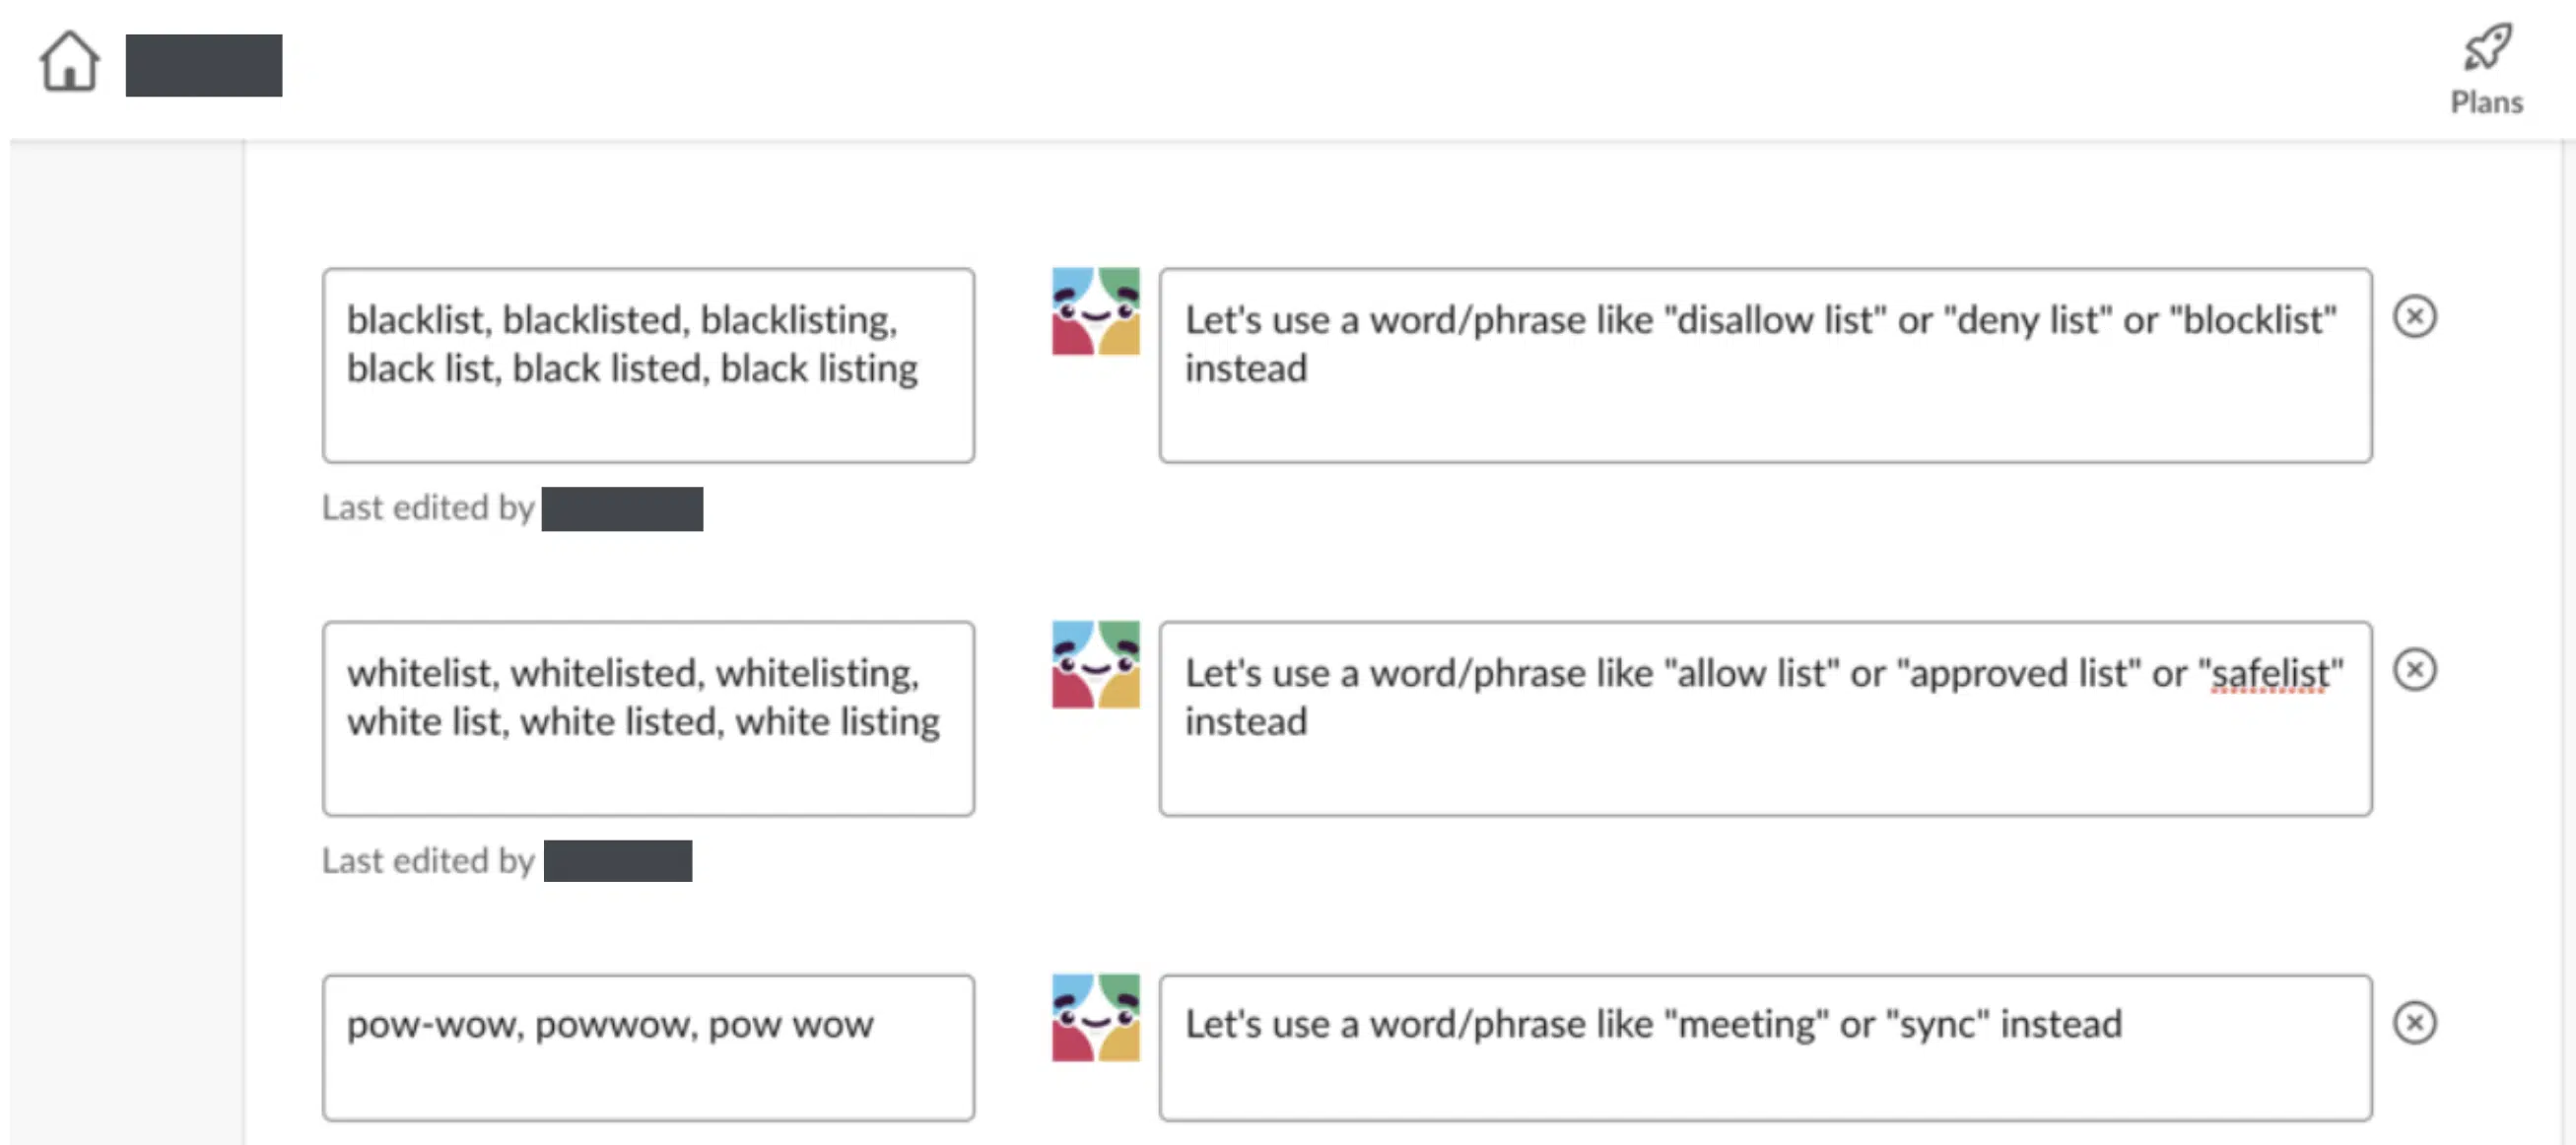 Plans
blacklist, blacklisted, blacklisting,
black list, black listed, black listing
Let's use a word/phrase like "disallow list" or "deny list" or "blocklist"
instead
Last edited by
whitelist, whitelisted, whitelisting,
white list, white listed, white listing
Let's use a word/phrase like "allow list" or "approved list" or "safelist"
instead
Last edited by
pow-wow, powwow, pow wow
Let's use a word/phrase like "meeting" or "sync" instead